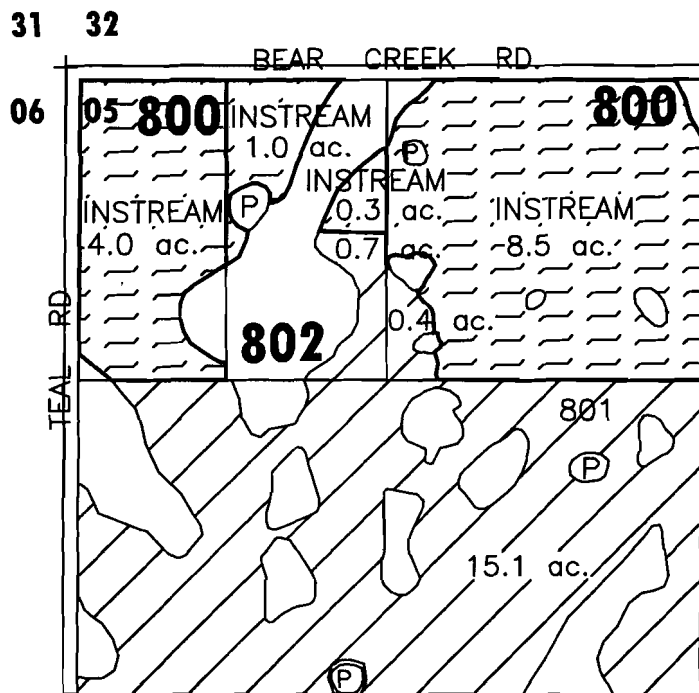 31 32
BEAR CREEK RD.
06 05 800 INSTREAM 800
1.0 ac. P
INSTREAM
INSTREAM P 0.3 ac. INSTREAM
4.0 ac. 0.7 ac. 8.5 ac.
TEAL RD
802 0.4 ac.
801
P
15.1 ac.
P